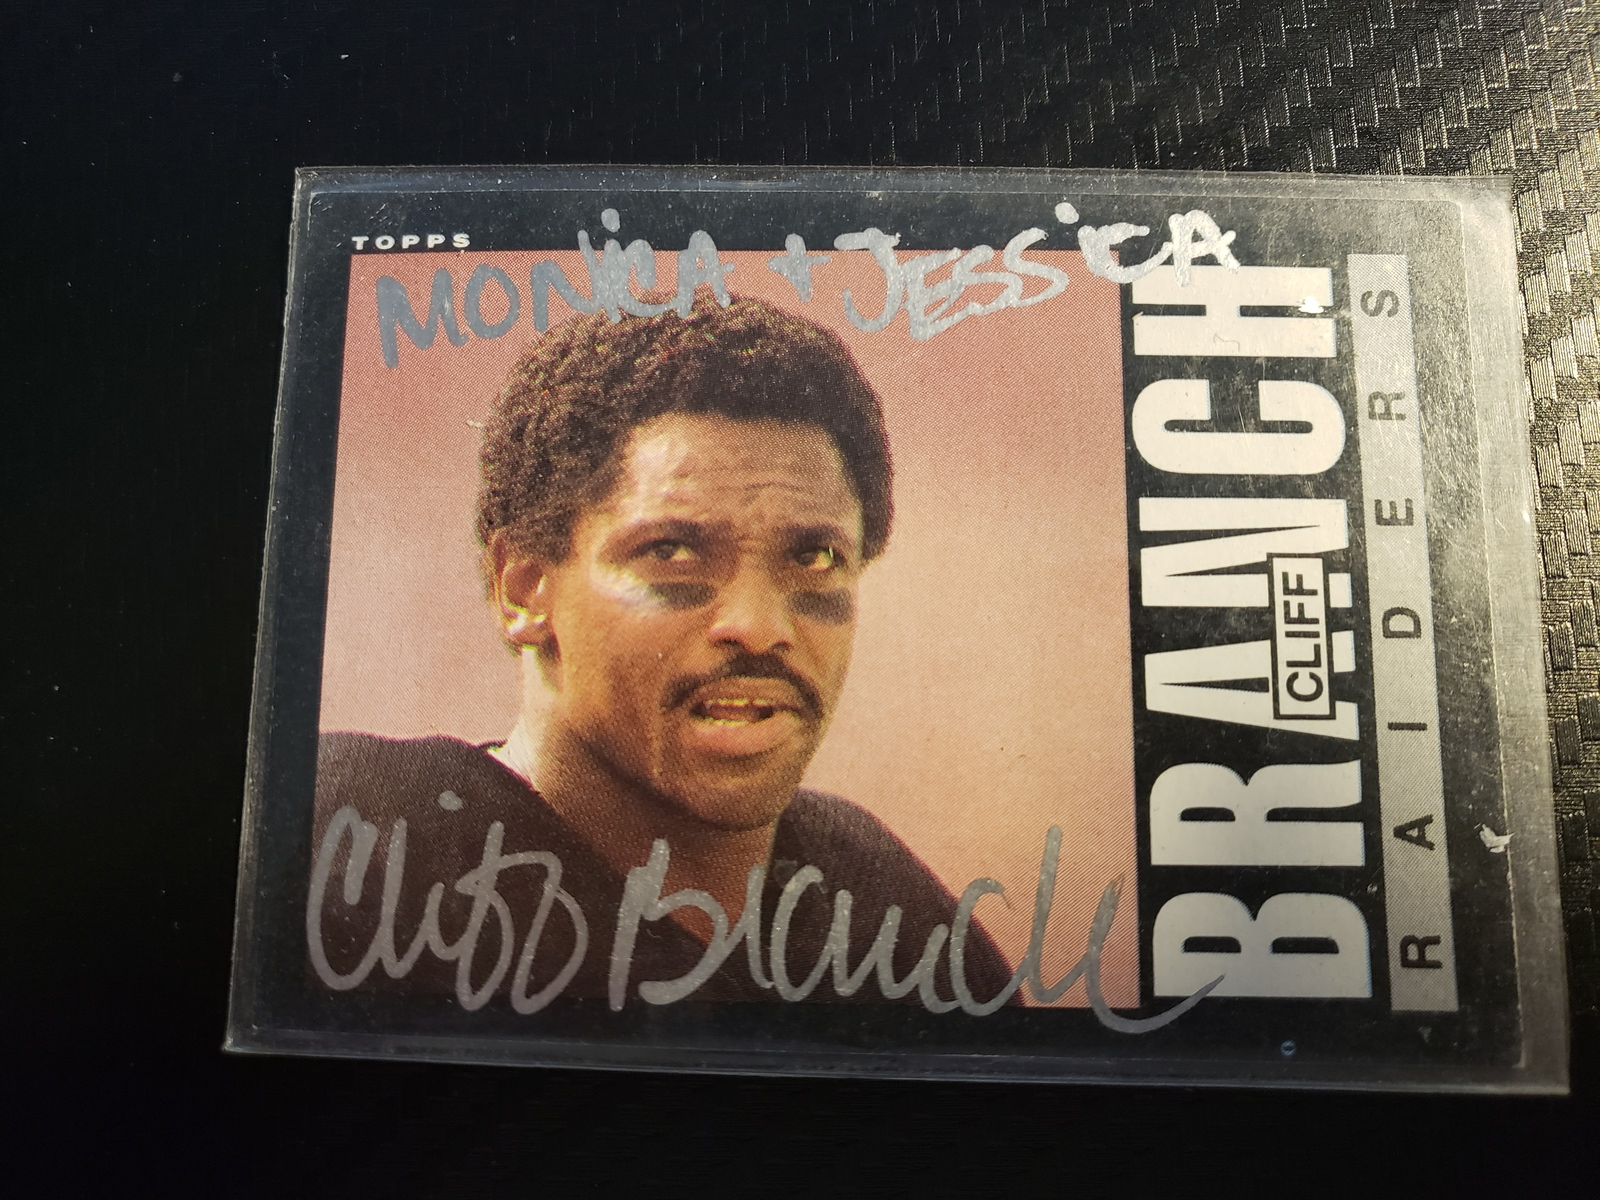 TOPPS
MONiCA + JESSiCA
BRANCH
CLIFF
RAIDERS
Cliff Branch